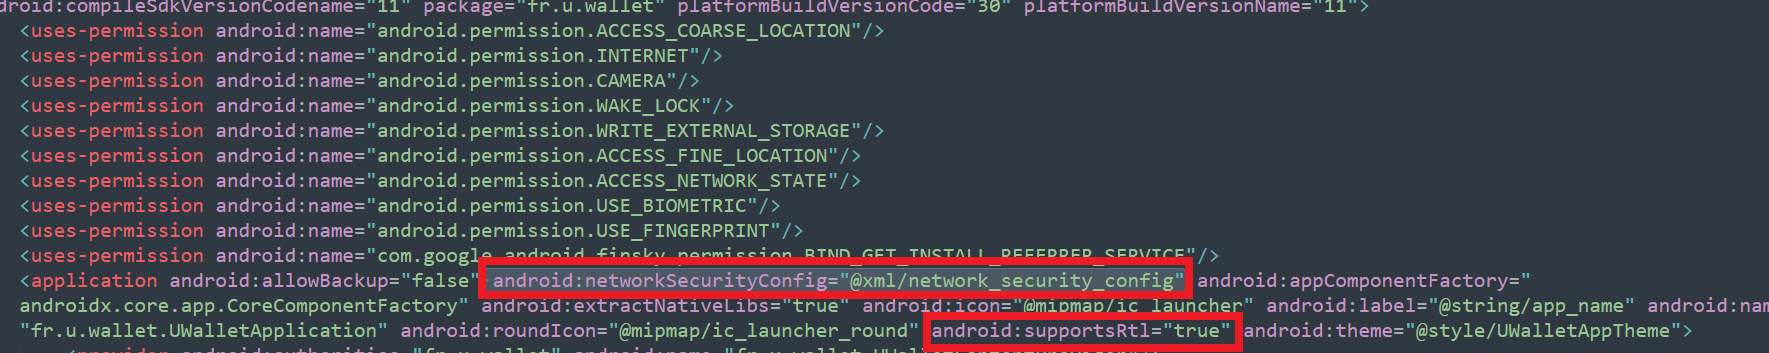 droid:compileSdkVersionCodename="11" package="fr.u.wallet" platformBuildVersionCode="30" platformBuildVersionName="11">
<uses-permission android:name="android.permission.ACCESS_COARSE_LOCATION"/>
<uses-permission android:name="android.permission.INTERNET"/>
<uses-permission android:name="android.permission.CAMERA"/>
<uses-permission android:name="android.permission.WAKE_LOCK"/>
<uses-permission android:name="android.permission.WRITE_EXTERNAL_STORAGE"/>
<uses-permission android:name="android.permission.ACCESS_FINE_LOCATION"/>
<uses-permission android:name="android.permission.ACCESS_NETWORK_STATE"/>
<uses-permission android:name="android.permission.USE_BIOMETRIC"/>
<uses-permission android:name="android.permission.USE_FINGERPRINT"/>
<uses-permission android:name="com.google.android.finsky.permission.BIND_GET_INSTALL_REFERRER_SERVICE"/>
<application android:allowBackup="false" android:networkSecurityConfig="@xml/network_security_config" android:appComponentFactory="
androidx.core.app.CoreComponentFactory" android:extractNativeLibs="true" android:icon="@mipmap/ic_launcher" android:label="@string/app_name" android:nam
"fr.u.wallet.UWalletApplication" android:roundIcon="@mipmap/ic_launcher_round" android:supportsRtl="true" android:theme="@style/UWalletAppTheme">